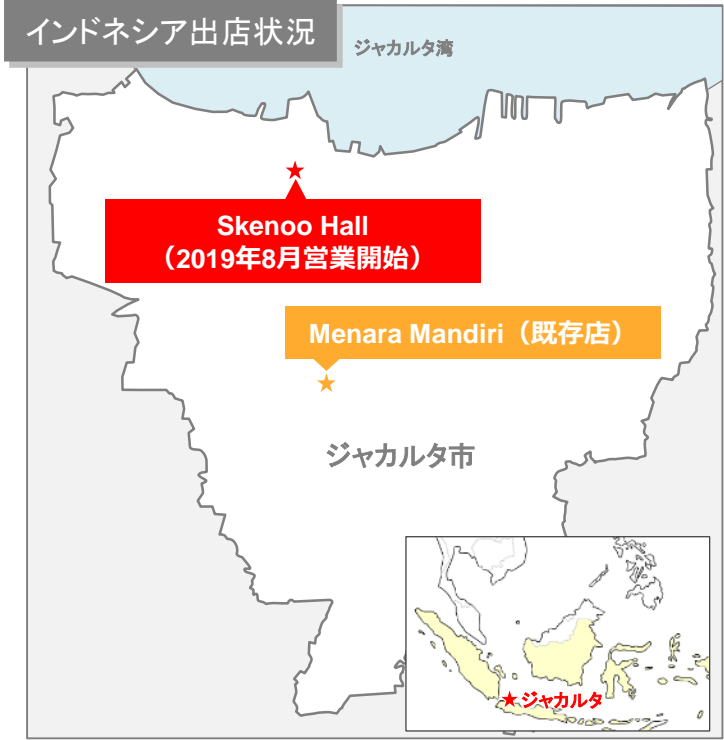 インドネシア出店状況
ジャカルタ湾
Skenoo Hall
（2019年8月営業開始）
Menara Mandiri（既存店）
ジャカルタ市
ジャカルタ